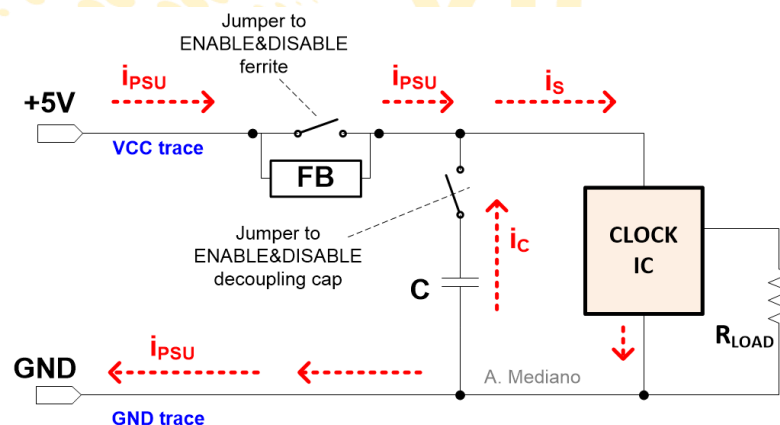 Jumper to
ENABLE&DISABLE
ferrite
iPSU
iPSU
iS
+5V
VCC trace
FB
Jumper to
ENABLE&DISABLE
decoupling cap
iC
CLOCK
IC
C
RLOAD
iPSU
GND
A. Mediano
GND trace